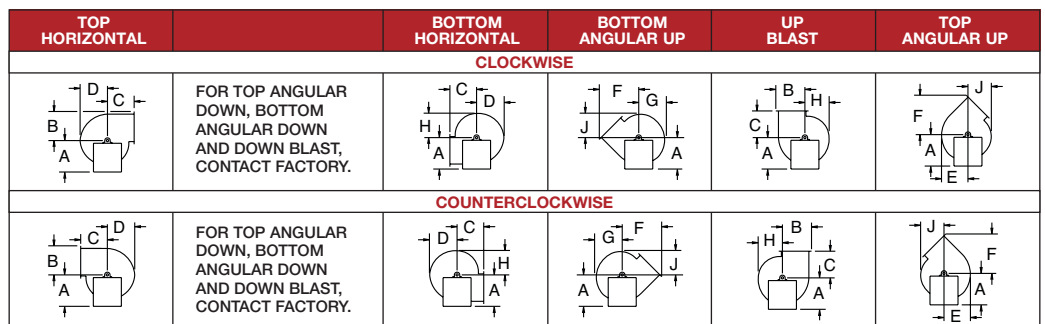 TOP
HORIZONTAL
BOTTOM
HORIZONTAL
BOTTOM
ANGULAR UP
UP
BLAST
TOP
ANGULAR UP
CLOCKWISE
D
C
B
A
FOR TOP ANGULAR
DOWN, BOTTOM
ANGULAR DOWN
AND DOWN BLAST,
CONTACT FACTORY.
C
D
H
A
F
G
J
A
B
H
C
A
J
F
A
E
COUNTERCLOCKWISE
D
C
B
A
FOR TOP ANGULAR
DOWN, BOTTOM
ANGULAR DOWN
AND DOWN BLAST,
CONTACT FACTORY.
C
D
H
A
F
G
J
A
B
H
C
A
J
F
A
E